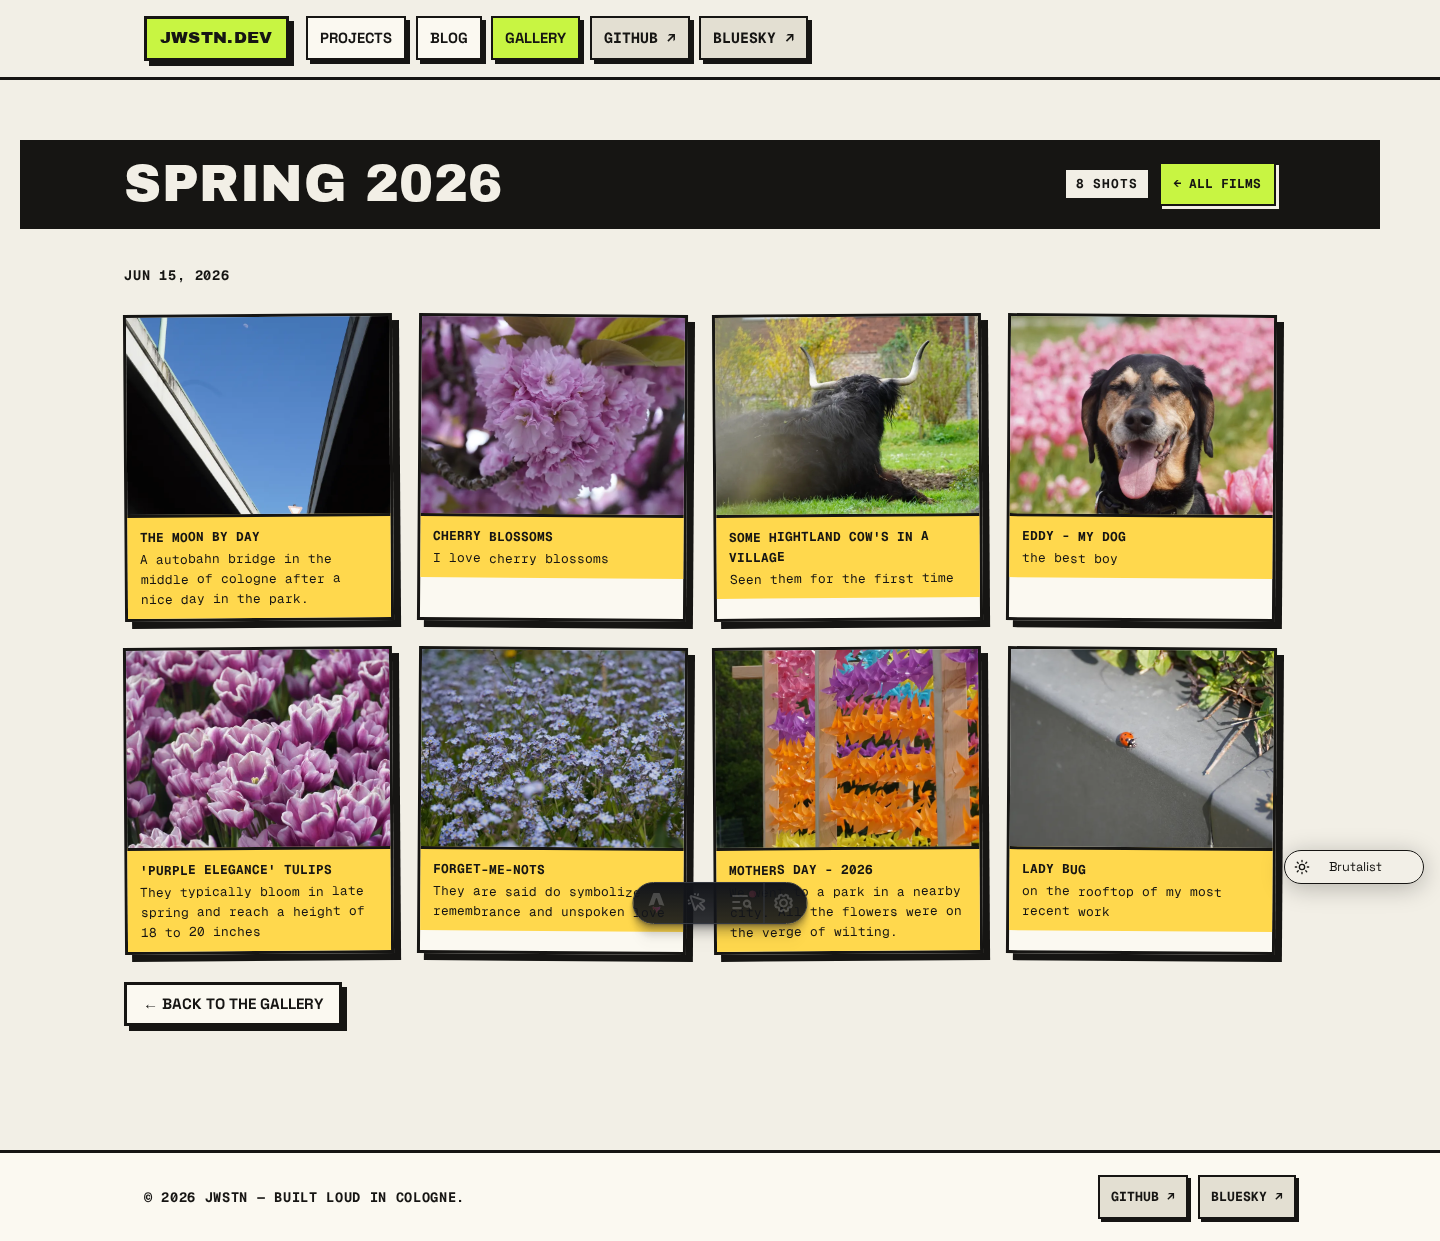 JWSTN.DEV PROJECTS BLOG GALLERY GITHUB ↗ BLUESKY ↗
SPRING 2026
8 SHOTS ← ALL FILMS
JUN 15, 2026
THE MOON BY DAY
A autobahn bridge in the
middle of cologne after a
nice day in the park.
CHERRY BLOSSOMS
I love cherry blossoms
SOME HIGHTLAND COW'S IN A
VILLAGE
Seen them for the first time
EDDY - MY DOG
the best boy
'PURPLE ELEGANCE' TULIPS
They typically bloom in late
spring and reach a height of
18 to 20 inches
FORGET-ME-NOTS
They are said do symbolize
remembrance and unspoken love
MOTHERS DAY - 2026
a park in a nearby
city. All the flowers were on
the verge of wilting.
LADY BUG
on the rooftop of my most
recent work
Brutalist
← BACK TO THE GALLERY
© 2026 JWSTN — BUILT LOUD IN COLOGNE.
GITHUB ↗ BLUESKY ↗